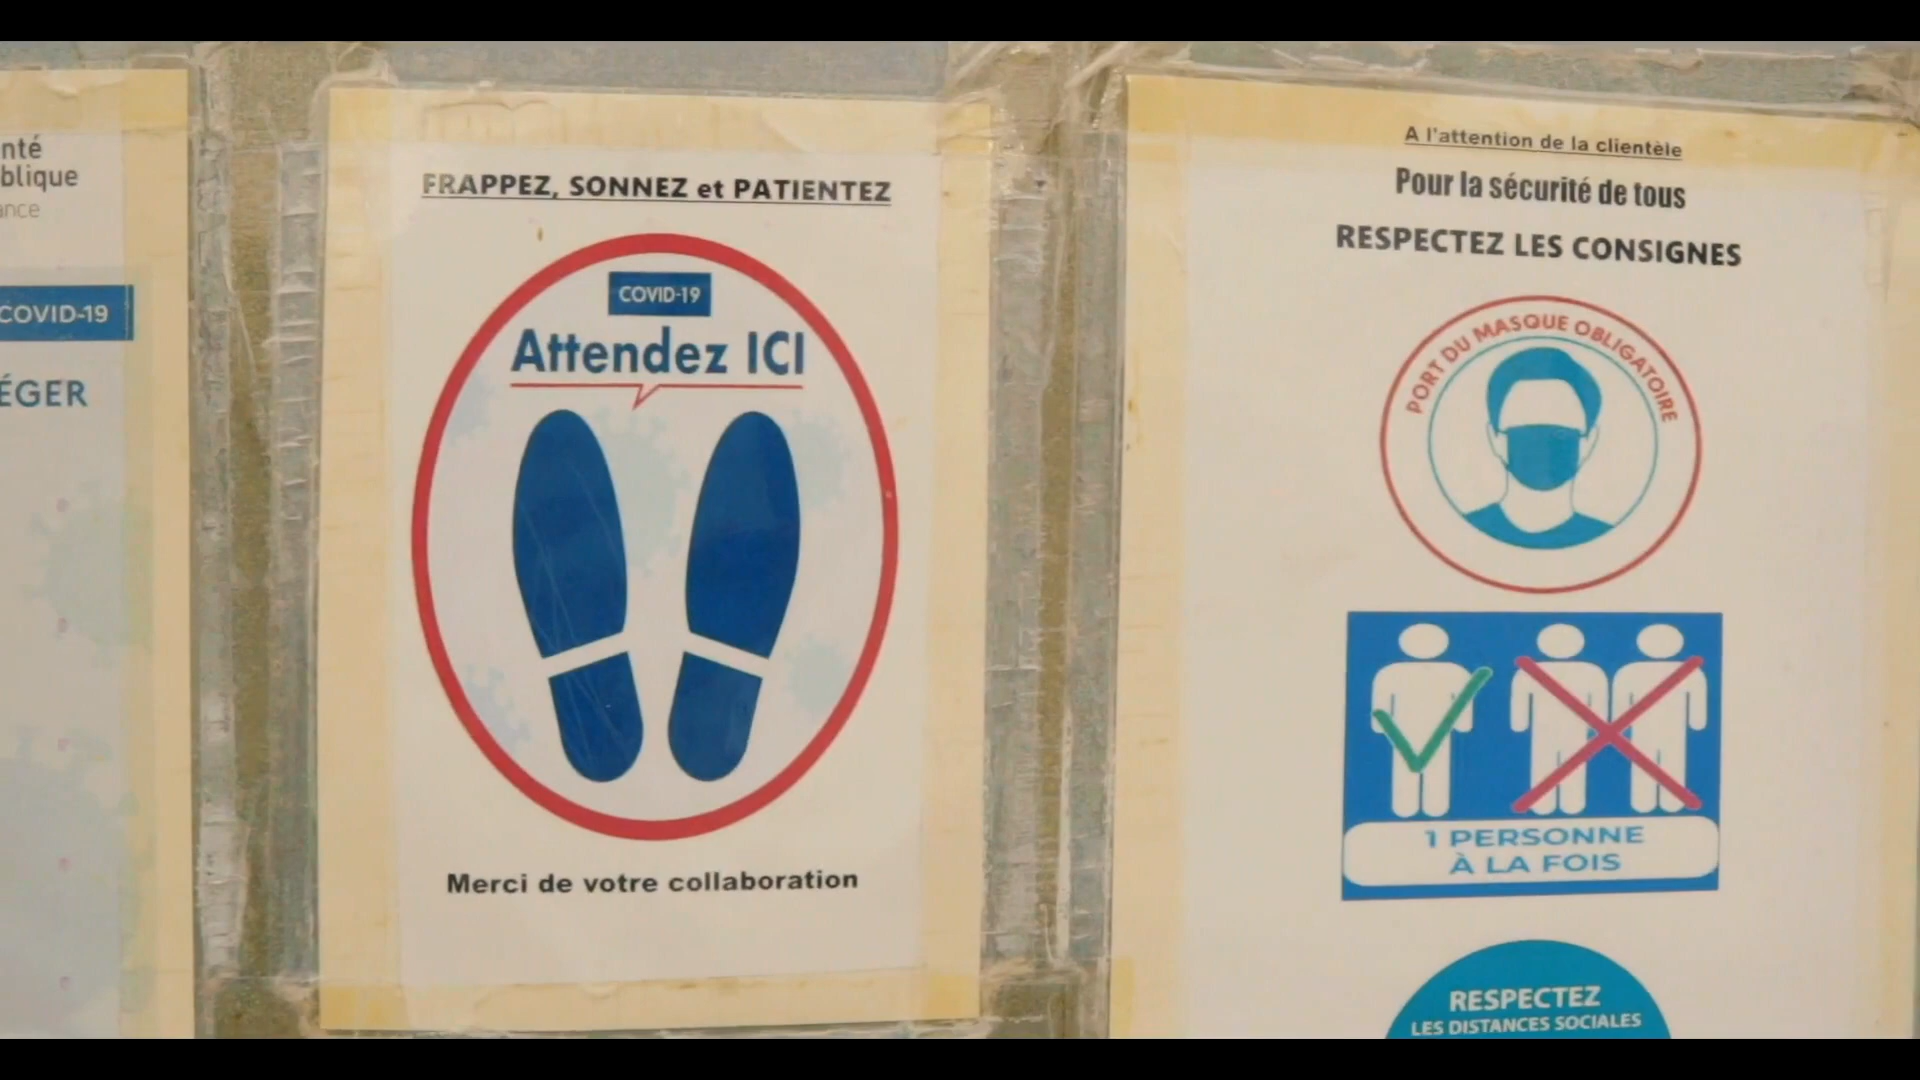 nté
blique
ance
COVID-19
ÉGER
FRAPPEZ, SONNEZ et PATIENTEZ
COVID-19
Attendez ICI
Merci de votre collaboration
A l'attention de la clientèle
Pour la sécurité de tous
RESPECTEZ LES CONSIGNES
PORT DU MASQUE OBLIGATOIRE
1 PERSONNE
À LA FOIS
RESPECTEZ
LES DISTANCES SOCIALES